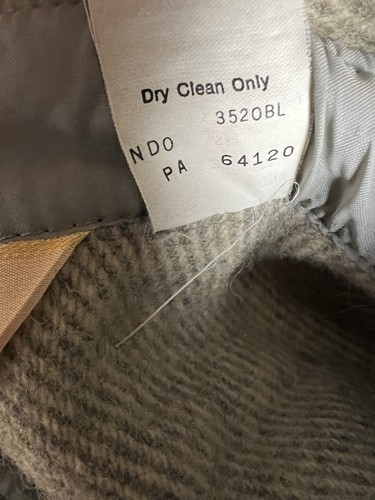 Dry Clean Only
3520BL
NDO
PA 64120